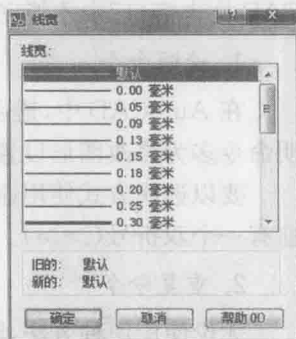 线宽
线宽:
默认
0.00 毫米
0.05 毫米
0.09 毫米
0.13 毫米
0.15 毫米
0.18 毫米
0.20 毫米
0.25 毫米
0.30 毫米
旧的: 默认
新的: 默认
确定 取消 帮助(H)